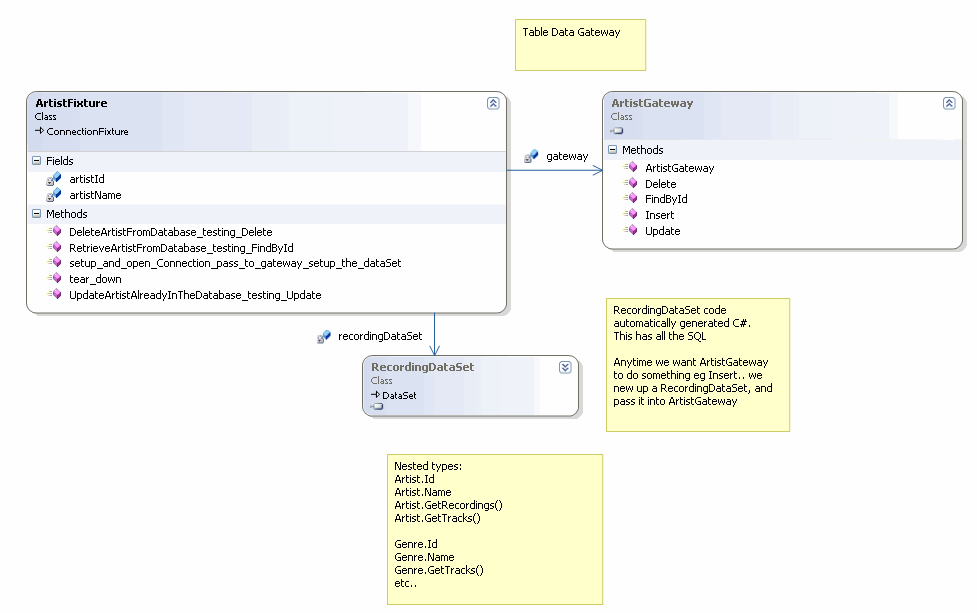 Table Data Gateway
ArtistFixture
Class
ConnectionFixture
Fields
artistId
artistName
Methods
DeleteArtistFromDatabase_testing_Delete
RetrieveArtistFromDatabase_testing_FindById
setup_and_open_Connection_pass_to_gateway_setup_the_dataSet
tear_down
UpdateArtistAlreadyInTheDatabase_testing_Update
gateway
ArtistGateway
Class
Methods
ArtistGateway
Delete
FindById
Insert
Update
recordingDataSet
RecordingDataSet
Class
DataSet
RecordingDataSet code
automatically generated C#.
This has all the SQL
Anytime we want ArtistGateway
to do something eg Insert.. we
new up a RecordingDataSet, and
pass it into ArtistGateway
Nested types:
Artist.Id
Artist.Name
Artist.GetRecordings()
Artist.GetTracks()
Genre.Id
Genre.Name
Genre.GetTracks()
etc..